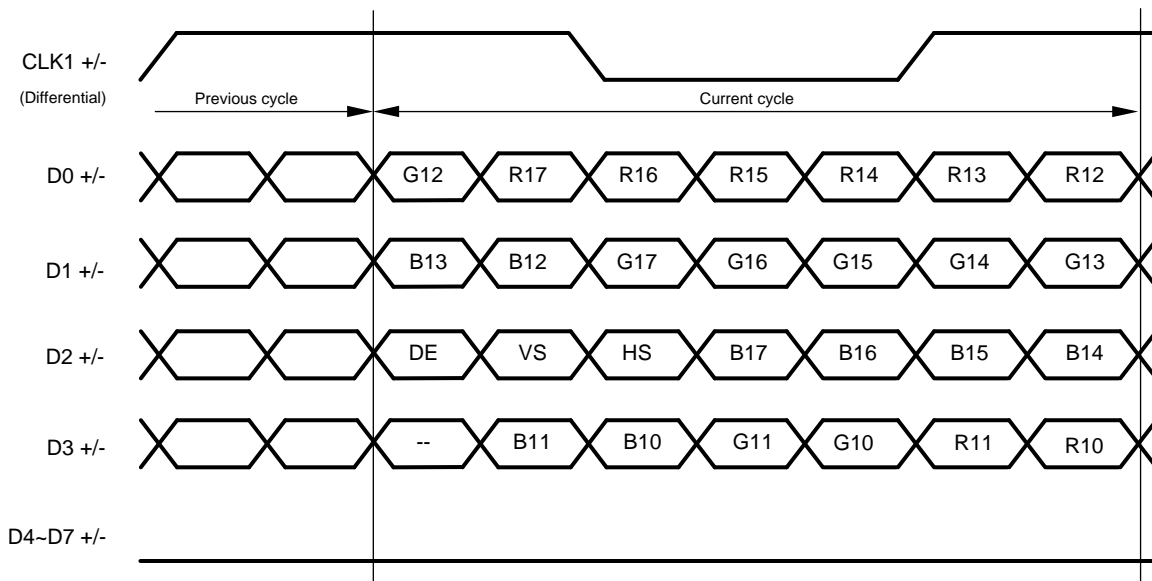 CLK1 +/-
(Differential)
Previous cycle
Current cycle
D0 +/-
G12 R17 R16 R15 R14 R13 R12
D1 +/-
B13 B12 G17 G16 G15 G14 G13
D2 +/-
DE VS HS B17 B16 B15 B14
D3 +/-
-- B11 B10 G11 G10 R11 R10
D4~D7 +/-